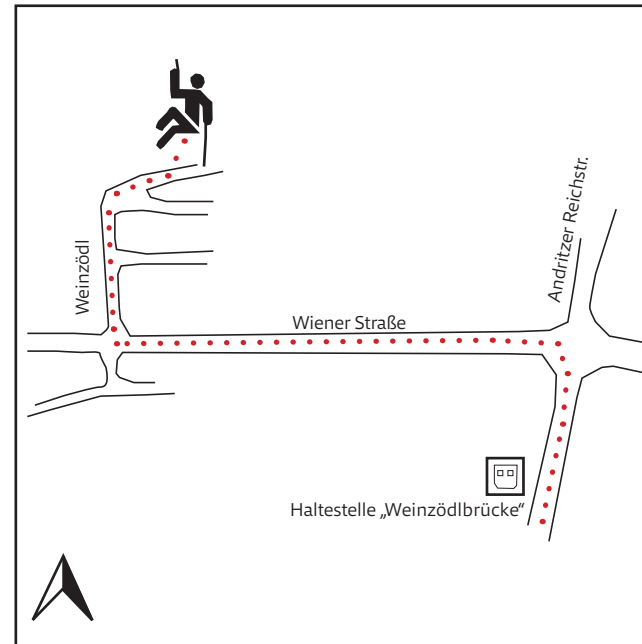 Andritzer Reichstr.
Weinzödl
Wiener Straße
Haltestelle „Weinzödlbrücke“